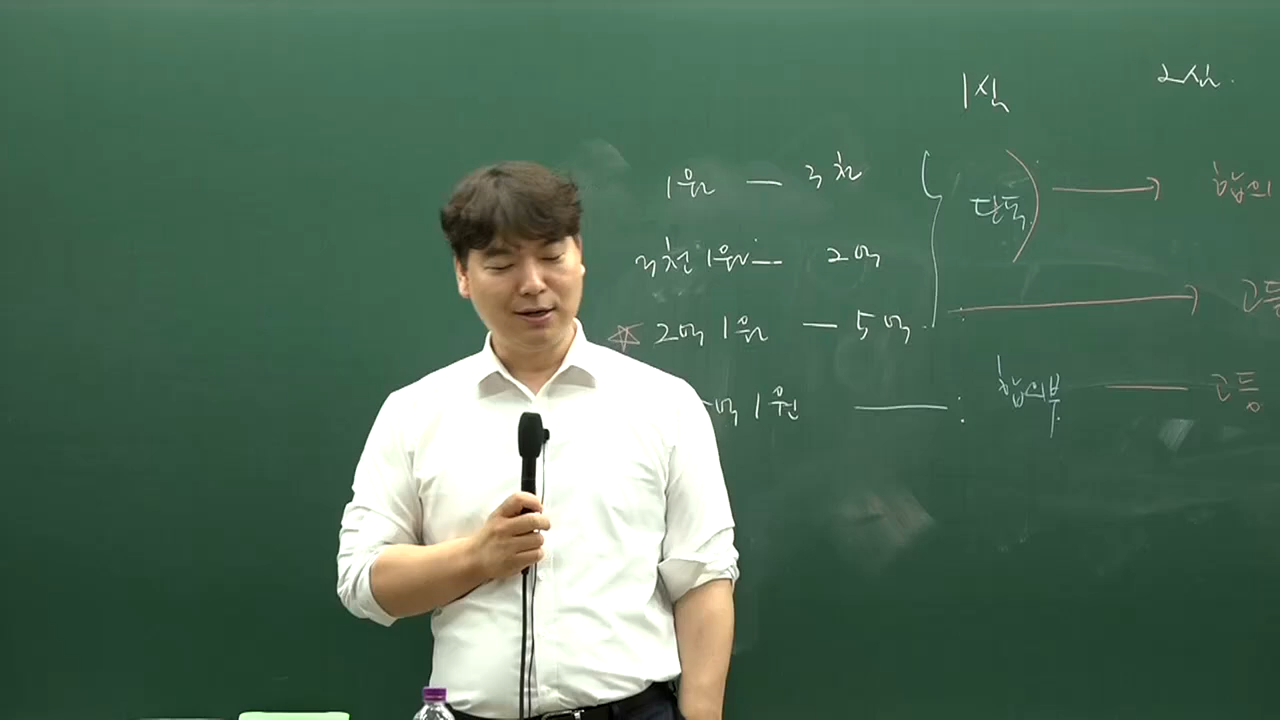 1심 2심.
1원 — 3천
단독 → 합의
3천 1원 — 2억
→ 고등
☆ 2억 1원 — 5억
억 1원 — : 합의부 — 고등